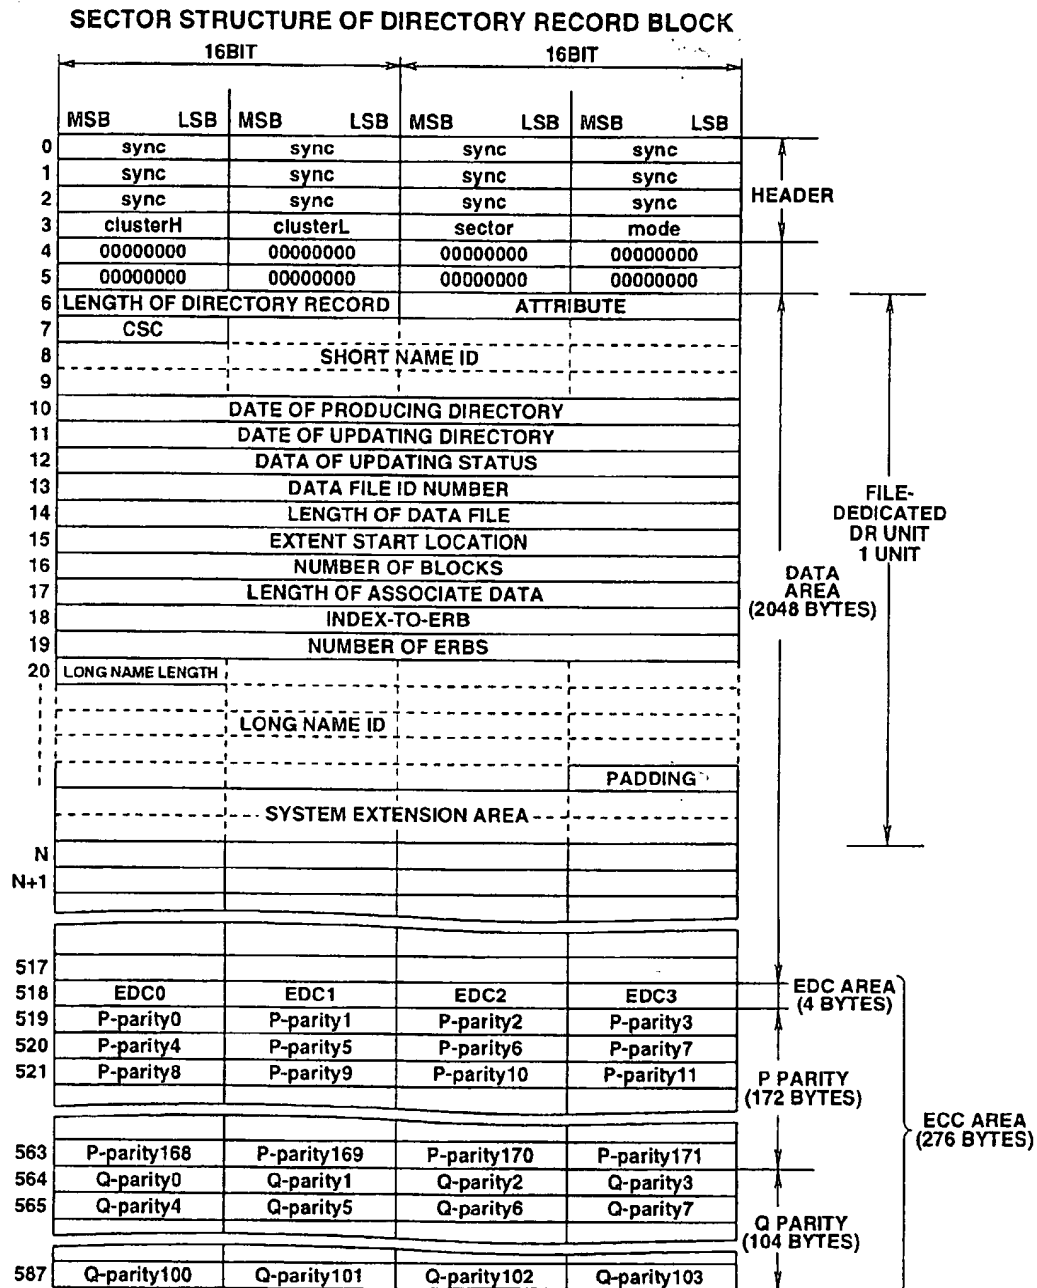 SECTOR STRUCTURE OF DIRECTORY RECORD BLOCK
16BIT 16BIT
MSB LSB MSB LSB MSB LSB MSB LSB
0 sync sync sync sync
1 sync sync sync sync
HEADER
2 sync sync sync sync
3 clusterH clusterL sector mode
4 00000000 00000000 00000000 00000000
5 00000000 00000000 00000000 00000000
6 LENGTH OF DIRECTORY RECORD ATTRIBUTE
7 CSC
8 SHORT NAME ID
9
10 DATE OF PRODUCING DIRECTORY
11 DATE OF UPDATING DIRECTORY
12 DATA OF UPDATING STATUS
13 DATA FILE ID NUMBER
14 LENGTH OF DATA FILE
15 EXTENT START LOCATION
16 NUMBER OF BLOCKS
17 LENGTH OF ASSOCIATE DATA
18 INDEX-TO-ERB
19 NUMBER OF ERBS
20 LONG NAME LENGTH
FILE-
DEDICATED
DR UNIT
1 UNIT
DATA
AREA
(2048 BYTES)
LONG NAME ID
PADDING
SYSTEM EXTENSION AREA
N
N+1
517
518 EDC0 EDC1 EDC2 EDC3
EDC AREA
(4 BYTES)
519 P-parity0 P-parity1 P-parity2 P-parity3
520 P-parity4 P-parity5 P-parity6 P-parity7
521 P-parity8 P-parity9 P-parity10 P-parity11
P PARITY
(172 BYTES)
ECC AREA
(276 BYTES)
563 P-parity168 P-parity169 P-parity170 P-parity171
564 Q-parity0 Q-parity1 Q-parity2 Q-parity3
565 Q-parity4 Q-parity5 Q-parity6 Q-parity7
Q PARITY
(104 BYTES)
587 Q-parity100 Q-parity101 Q-parity102 Q-parity103